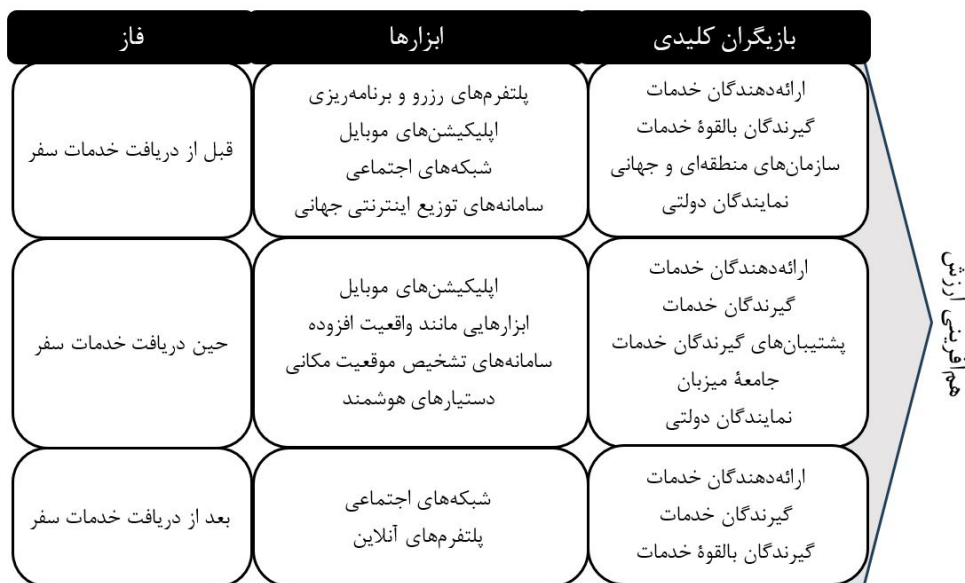 بازیگران کلیدی
ابزارها
فاز
ارائه‌دهندگان خدمات
گیرندگان بالقوۀ خدمات
سازمان‌های منطقه‌ای و جهانی
نمایندگان دولتی
پلتفرم‌های رزرو و برنامه‌ریزی
اپلیکیشن‌های موبایل
شبکه‌های اجتماعی
سامانه‌های توزیع اینترنتی جهانی
قبل از دریافت خدمات سفر
ارائه‌دهندگان خدمات
گیرندگان خدمات
پشتیبان‌های گیرندگان خدمات
جامعۀ میزبان
نمایندگان دولتی
اپلیکیشن‌های موبایل
ابزارهایی مانند واقعیت افزوده
سامانه‌های تشخیص موقعیت مکانی
دستیارهای هوشمند
حین دریافت خدمات سفر
ارائه‌دهندگان خدمات
گیرندگان خدمات
گیرندگان بالقوۀ خدمات
شبکه‌های اجتماعی
پلتفرم‌های آنلاین
بعد از دریافت خدمات سفر
هم‌آفرینی ارزش